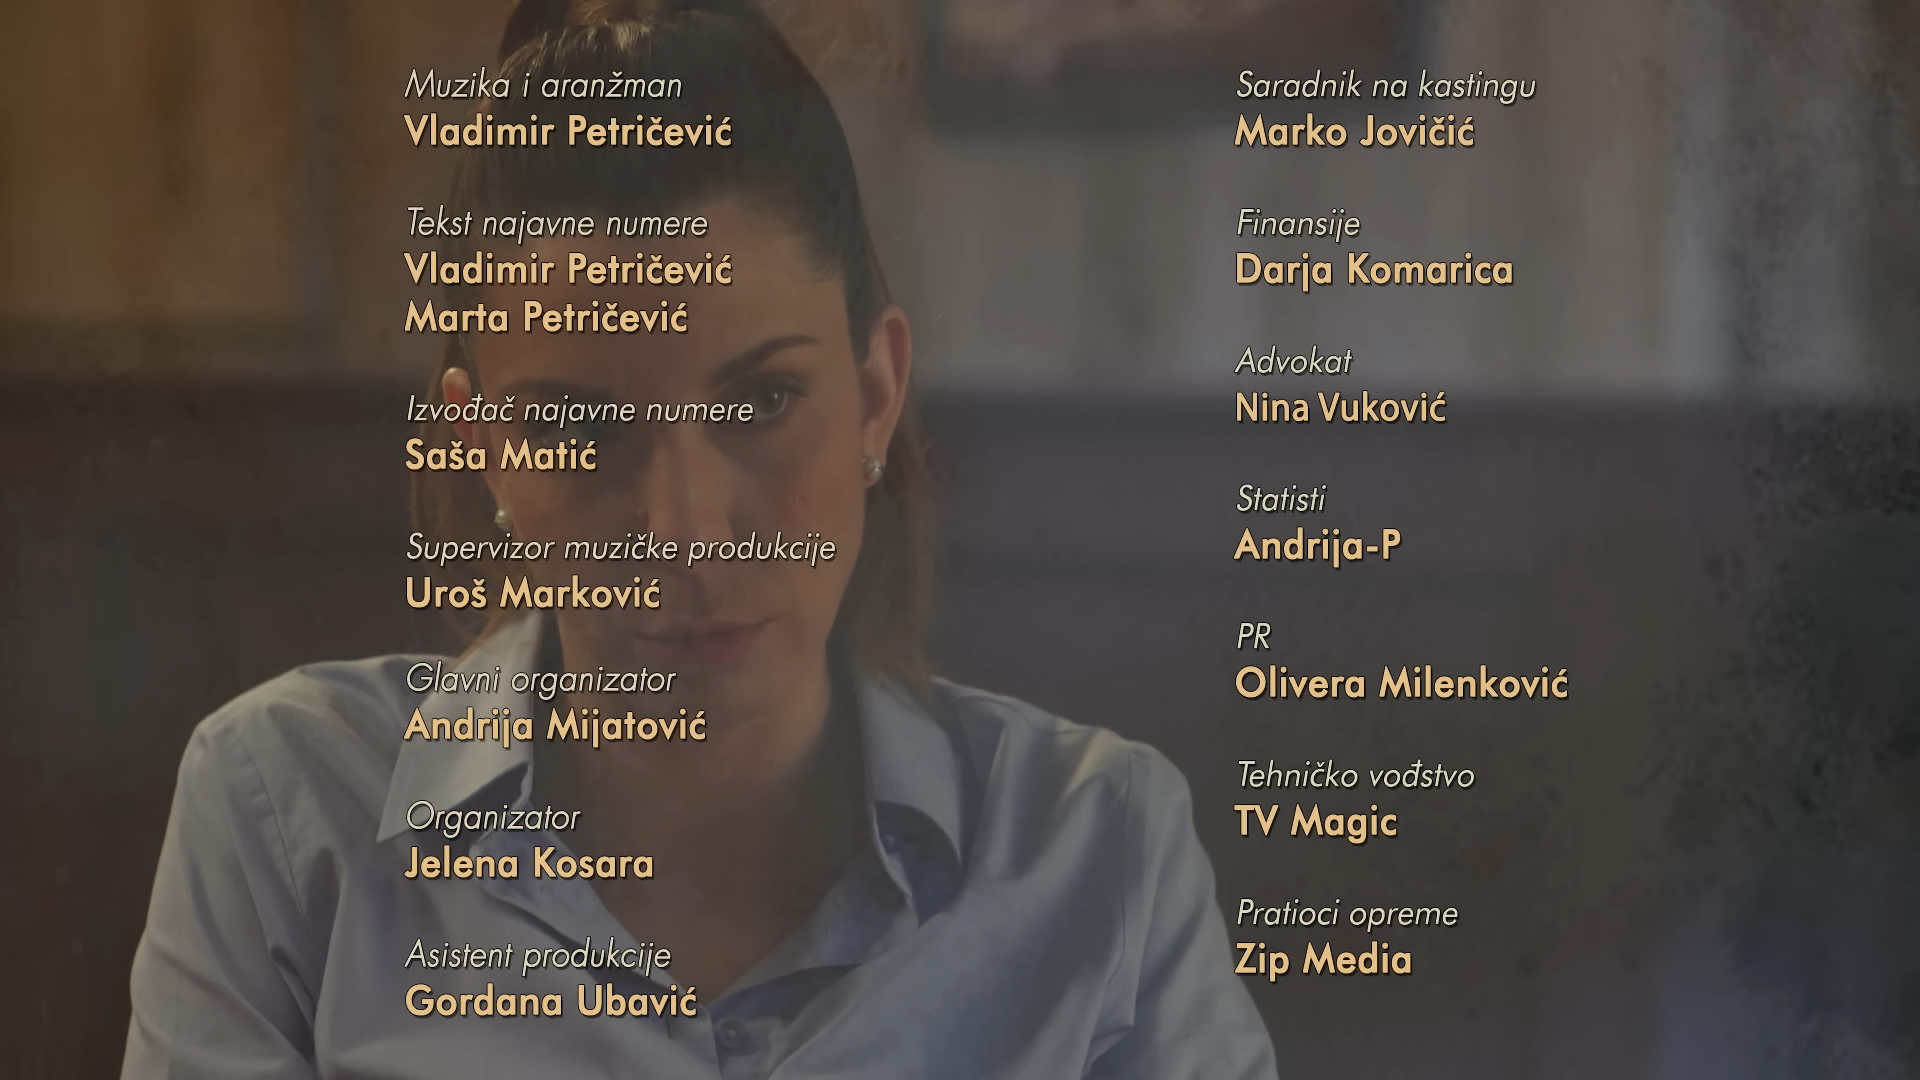 Muzika i aranžman
Vladimir Petričević
Tekst najavne numere
Vladimir Petričević
Marta Petričević
Izvođač najavne numere
Saša Matić
Supervizor muzičke produkcije
Uroš Marković
Glavni organizator
Andrija Mijatović
Organizator
Jelena Kosara
Asistent produkcije
Gordana Ubavić
Saradnik na kastingu
Marko Jovičić
Finansije
Darja Komarica
Advokat
Nina Vuković
Statisti
Andrija-P
PR
Olivera Milenković
Tehničko vođstvo
TV Magic
Pratioci opreme
Zip Media